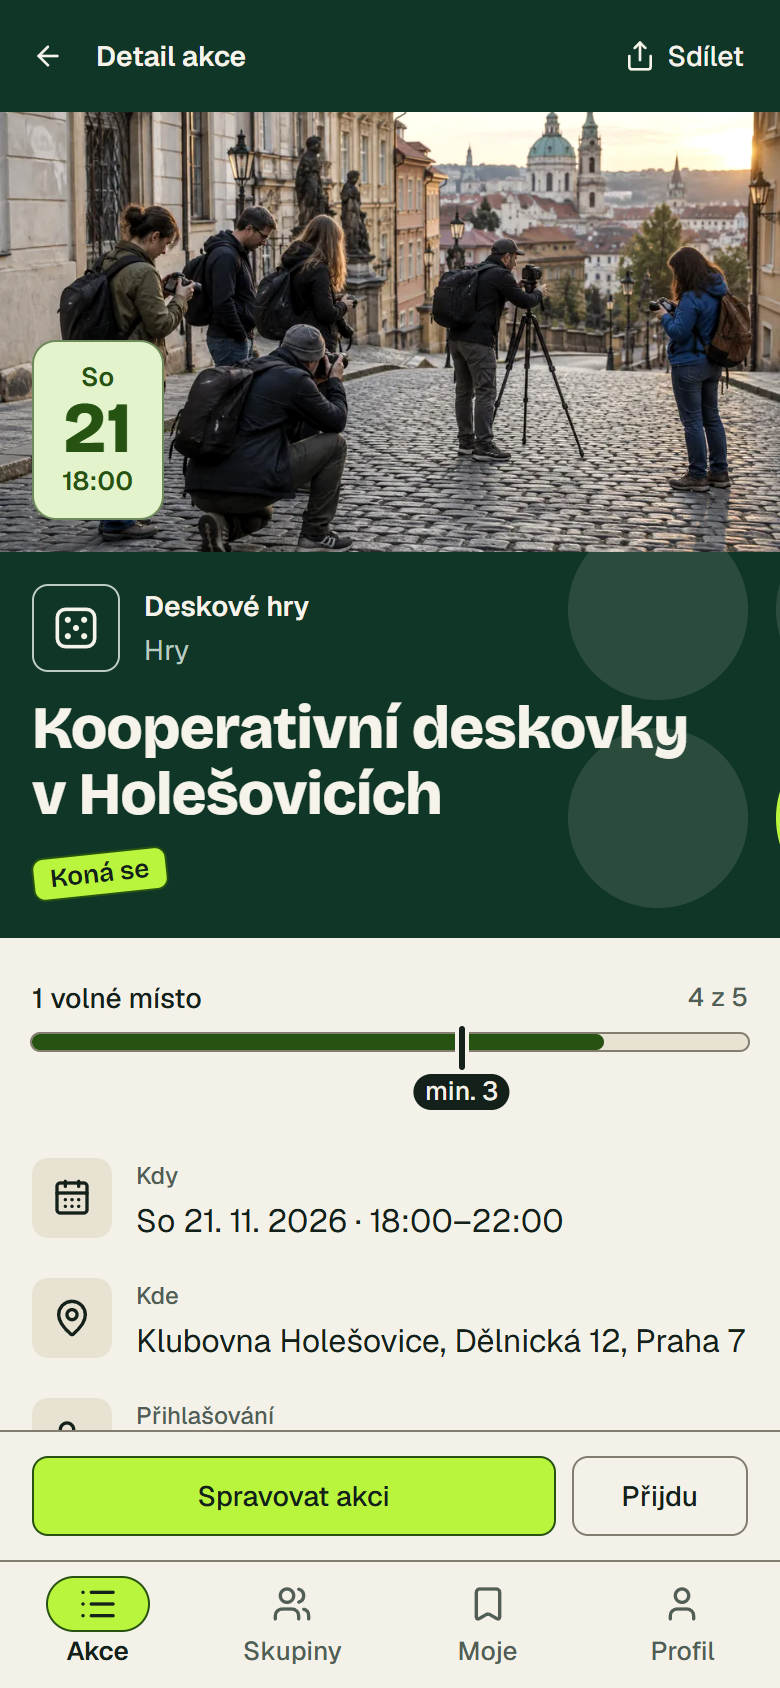 Detail akce
Sdílet
So
21
18:00
Deskové hry
Hry
Kooperativní deskovky
v Holešovicích
Koná se
1 volné místo
4 z 5
min. 3
Kdy
So 21. 11. 2026 · 18:00–22:00
Kde
Klubovna Holešovice, Dělnická 12, Praha 7
Přihlašování
Spravovat akci
Přijdu
Akce
Skupiny
Moje
Profil